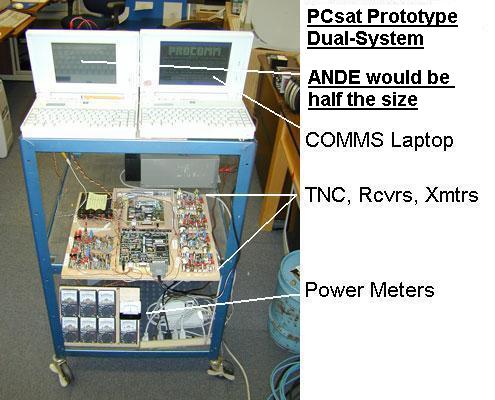 PCsat Prototype
Dual-System
ANDE would be
half the size
PROCOMM
COMMS Laptop
TNC, Rcvrs, Xmtrs
Power Meters